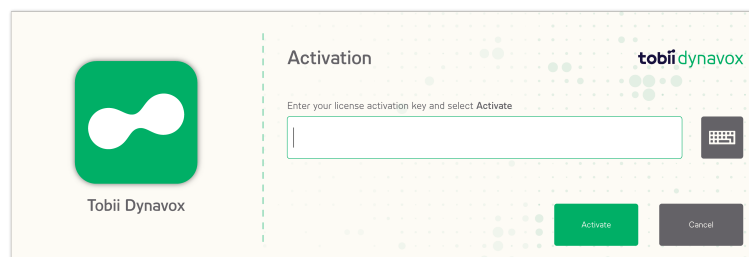 Activation
tobii dynavox
Enter your license activation key and select Activate
Tobii Dynavox
Activate
Cancel